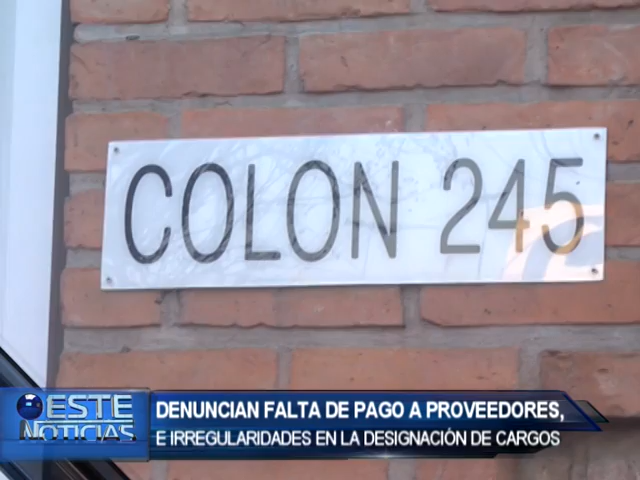 COLON 245
OESTE
NOTICIAS
DENUNCIAN FALTA DE PAGO A PROVEEDORES,
E IRREGULARIDADES EN LA DESIGNACIÓN DE CARGOS